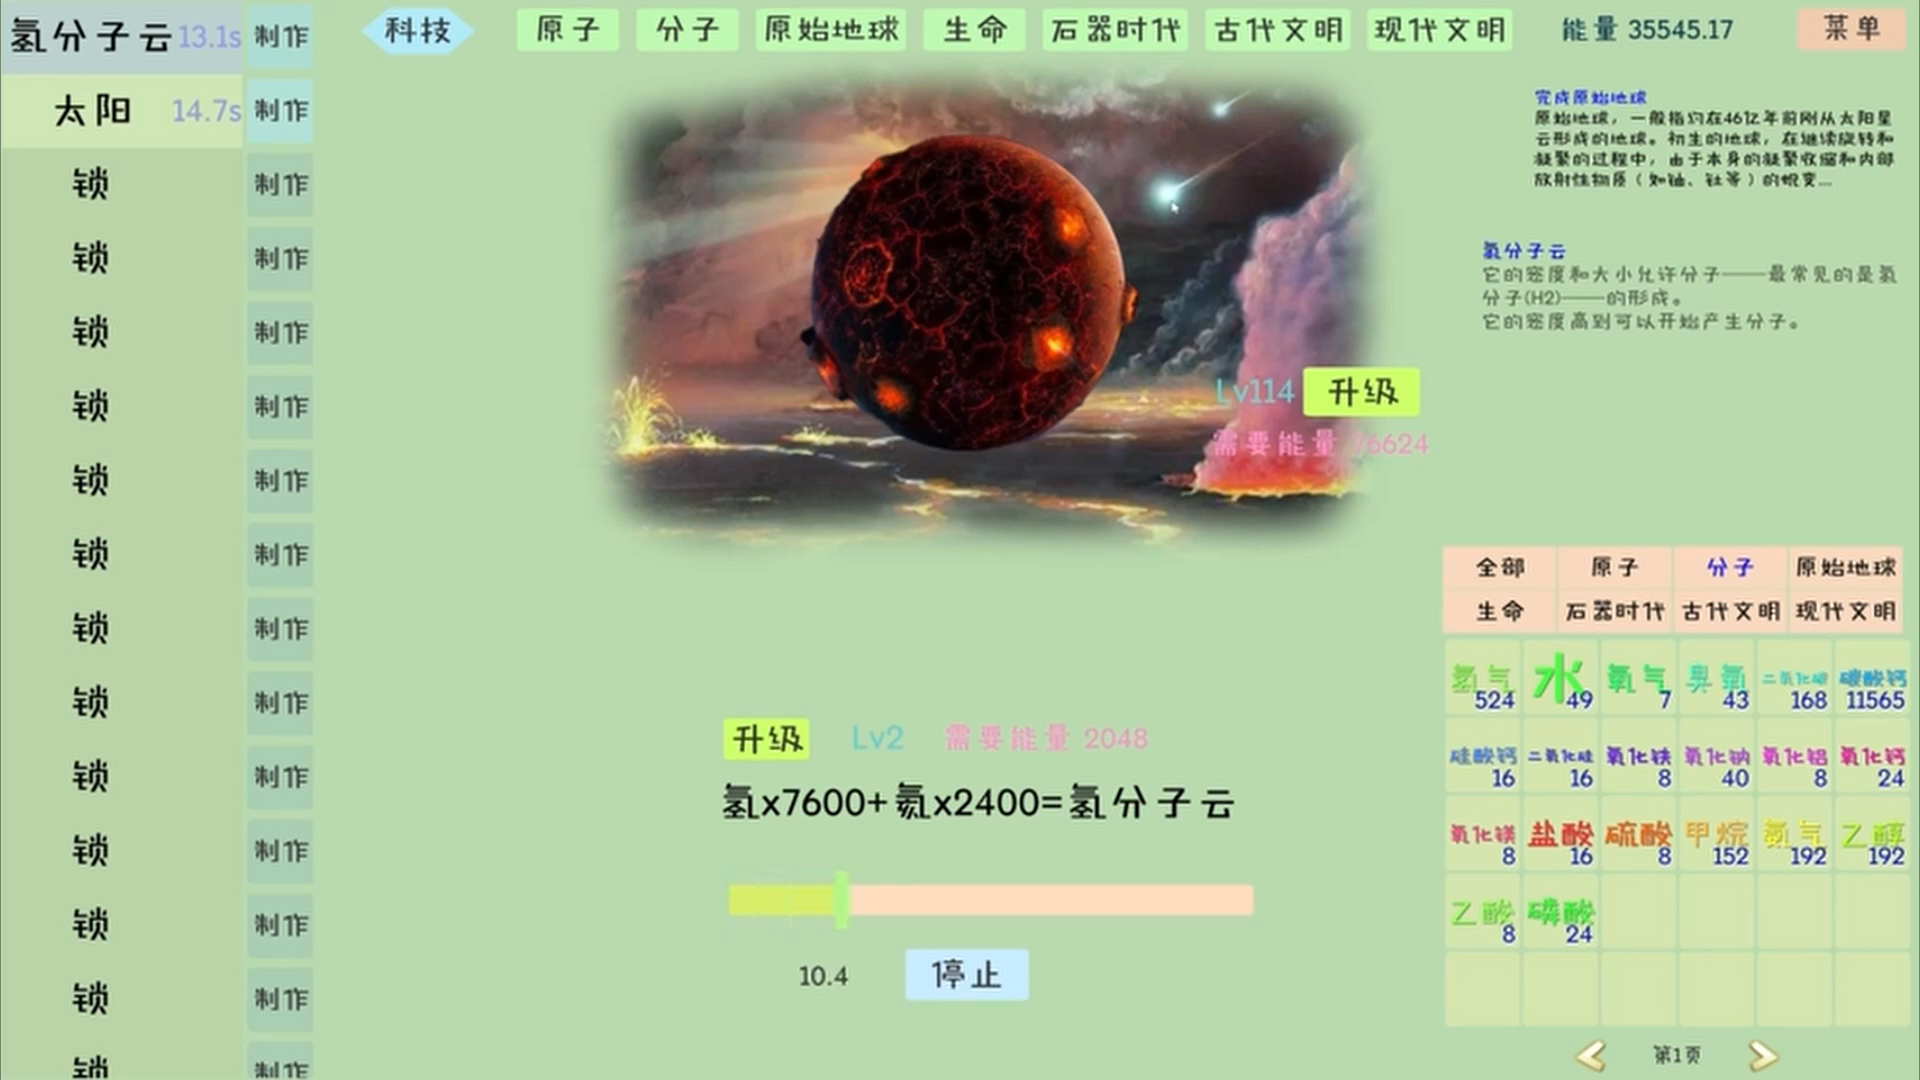 氢分子云 13.1s 制作
太阳 14.7s 制作
锁 制作
锁 制作
锁 制作
锁 制作
锁 制作
锁 制作
锁 制作
锁 制作
锁 制作
锁 制作
锁 制作
锁 制作
锁 制作
科技 原子 分子 原始地球 生命 石器时代 古代文明 现代文明 能量 35545.17 菜单
完成原始地球
原始地球，一般指约在46亿年前刚从太阳星
云形成的地球。初生的地球，在继续旋转和
凝聚的过程中，由于本身的凝聚收缩和内部
放射性物质（如铀、钍等）的蜕变...
氢分子云
它的密度和大小允许分子——最常见的是氢
分子(H2)——的形成。
它的密度高到可以开始产生分子。
Lv114 升级
需要能量 76624
升级 Lv2 需要能量 2048
氢x7600+氦x2400=氢分子云
10.4 停止
全部 原子 分子 原始地球
生命 石器时代 古代文明 现代文明
氢气 水 氧气 臭氧 二氧化碳 碳酸钙
524 49 7 43 168 11565
硅酸钙 二氧化硅 氧化铁 氧化钠 氧化铝 氧化钙
16 16 8 40 8 24
氧化镁 盐酸 硫酸 甲烷 氨气 乙醇
8 16 8 152 192 192
乙酸 磷酸
8 24
第1页